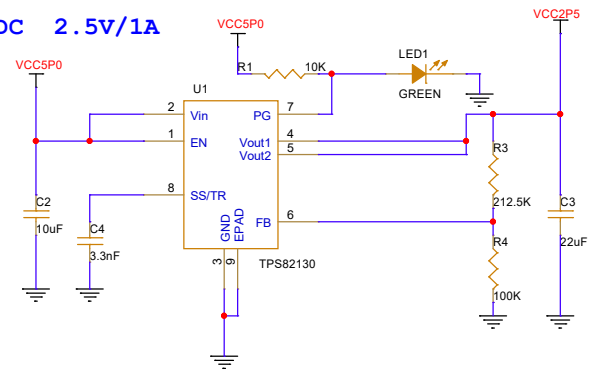 DC 2.5V/1A
VCC5P0
VCC2P5
VCC5P0
R1 10K
LED1
GREEN
U1
2 Vin
PG 7
1 EN
Vout1 4
Vout2 5
8 SS/TR
FB 6
GND
EPAD
3
9
TPS82130
C2
10uF
C4
3.3nF
R3
212.5K
R4
100K
C3
22uF